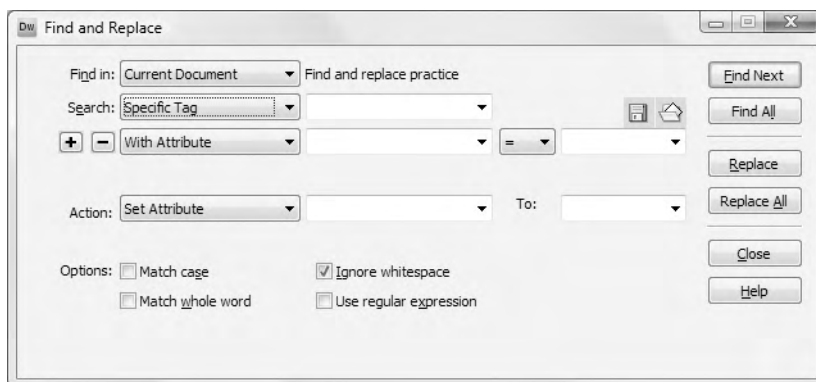 Dw Find and Replace
Find in: Current Document Find and replace practice Find Next
Search: Specific Tag Find All
+ - With Attribute =
Replace
Action: Set Attribute To: Replace All
Close
Options: Match case Ignore whitespace
Match whole word Use regular expression Help